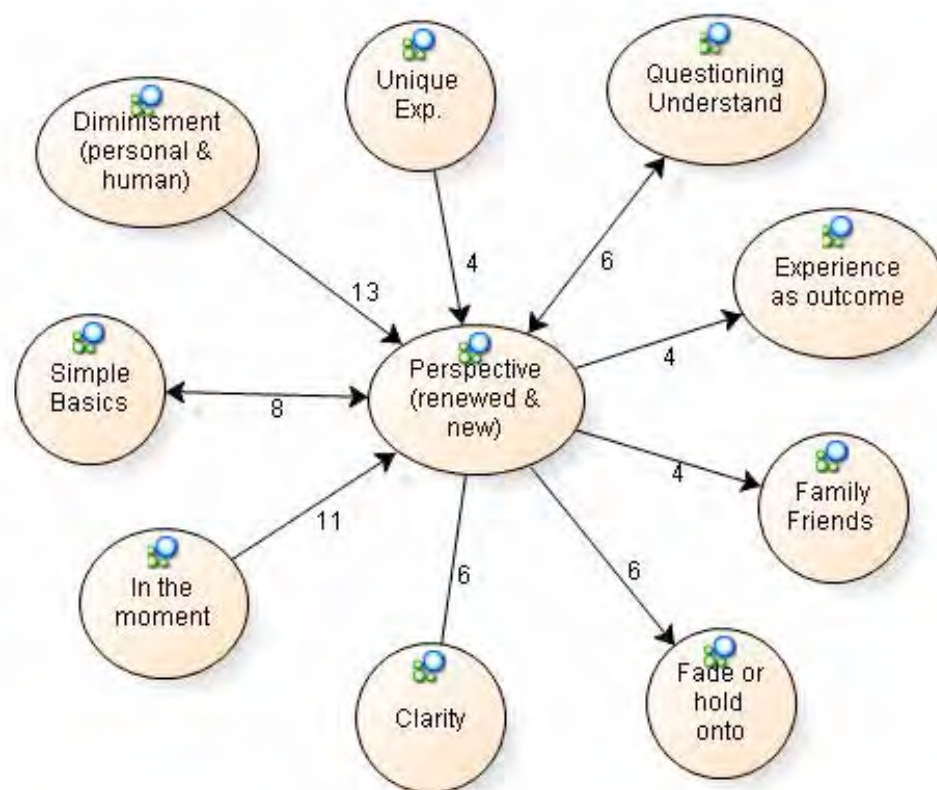 Unique
Exp.
Questioning
Understand
Diminisment
(personal &
human)
4
6
13
Experience
as outcome
4
Simple
Basics
8
Perspective
(renewed &
new)
4
Family
Friends
11
6
6
In the
moment
Clarity
Fade or
hold
onto